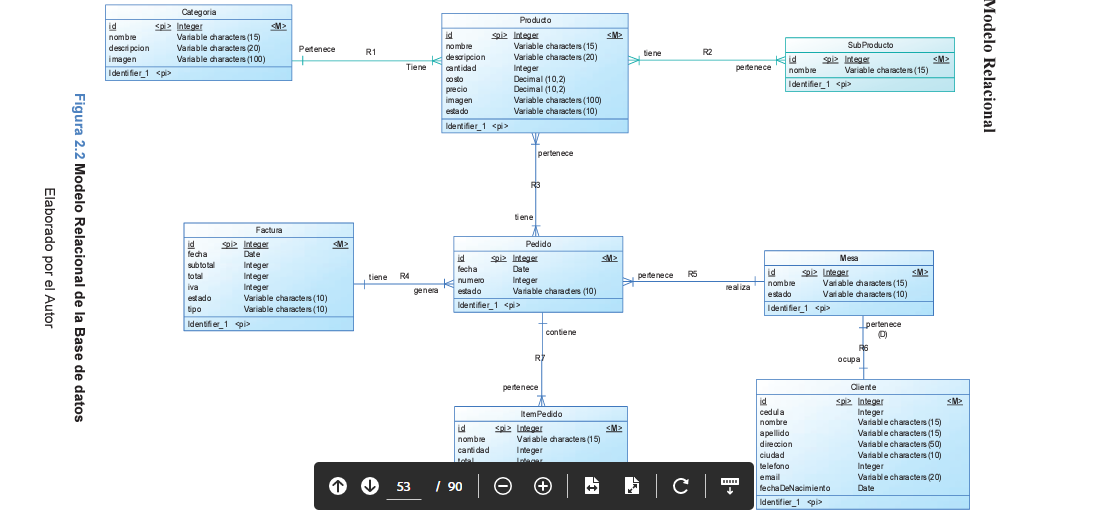 Modelo Relacional
Categoria
id <pi> Integer <M>
nombre Variable characters (15)
descripcion Variable characters (20)
imagen Variable characters (100)
Identifier_1 <pi>
Pertenece
R1
Tiene
Producto
id <pi> Integer <M>
nombre Variable characters (15)
descripcion Variable characters (20)
cantidad Integer
costo Decimal (10,2)
precio Decimal (10,2)
imagen Variable characters (100)
estado Variable characters (10)
Identifier_1 <pi>
tiene
R2
pertenece
SubProducto
id <pi> Integer <M>
nombre Variable characters (15)
Identifier_1 <pi>
pertenece
R3
tiene
Factura
id <pi> Integer <M>
fecha Date
subtotal Integer
total Integer
iva Integer
estado Variable characters (10)
tipo Variable characters (10)
Identifier_1 <pi>
tiene
R4
genera
Pedido
id <pi> Integer <M>
fecha Date
numero Integer
estado Variable characters (10)
Identifier_1 <pi>
pertenece
R5
realiza
Mesa
id <pi> Integer <M>
nombre Variable characters (15)
estado Variable characters (10)
Identifier_1 <pi>
pertenece
(D)
R6
ocupa
contiene
R7
pertenece
ItemPedido
id <pi> Integer <M>
nombre Variable characters (15)
cantidad Integer
total Integer
Cliente
id <pi> Integer <M>
cedula Integer
nombre Variable characters (15)
apellido Variable characters (15)
direccion Variable characters (50)
ciudad Variable characters (10)
telefono Integer
email Variable characters (20)
fechaDeNacimiento Date
Identifier_1 <pi>
Figura 2.2 Modelo Relacional de la Base de datos
Elaborado por el Autor
53 / 90